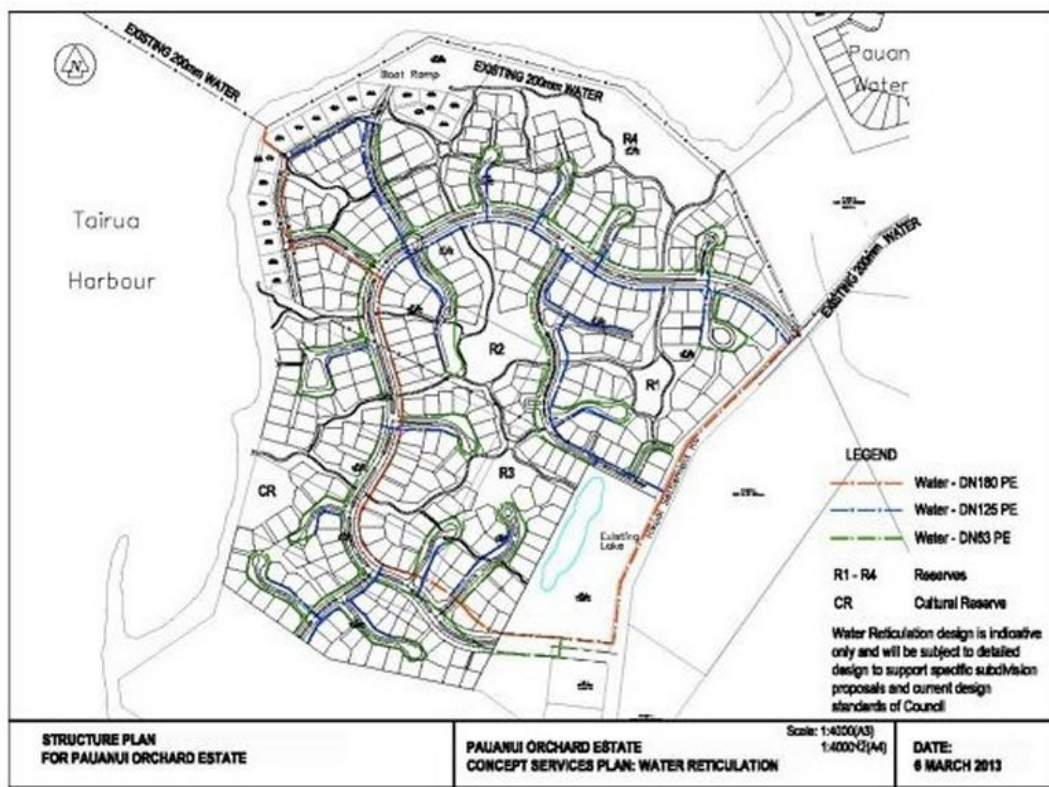 EXISTING 200mm WATER
N
Boat Ramp
EXISTING 200mm WATER
Pauan
Water
R4
Tairua
Harbour
EXISTING 200mm WATER
R2
R1
R3
CR
Existing
Lake
LEGEND
Water - DN180 PE
Water - DN125 PE
Water - DN63 PE
R1 - R4 Reserves
CR Cultural Reserve
Water Reticulation design is indicative
only and will be subject to detailed
design to support specific subdivision
proposals and current design
standards of Council
STRUCTURE PLAN
FOR PAUANUI ORCHARD ESTATE
PAUANUI ORCHARD ESTATE
CONCEPT SERVICES PLAN: WATER RETICULATION
Scale: 1:4000(A3)
DATE:
6 MARCH 2013